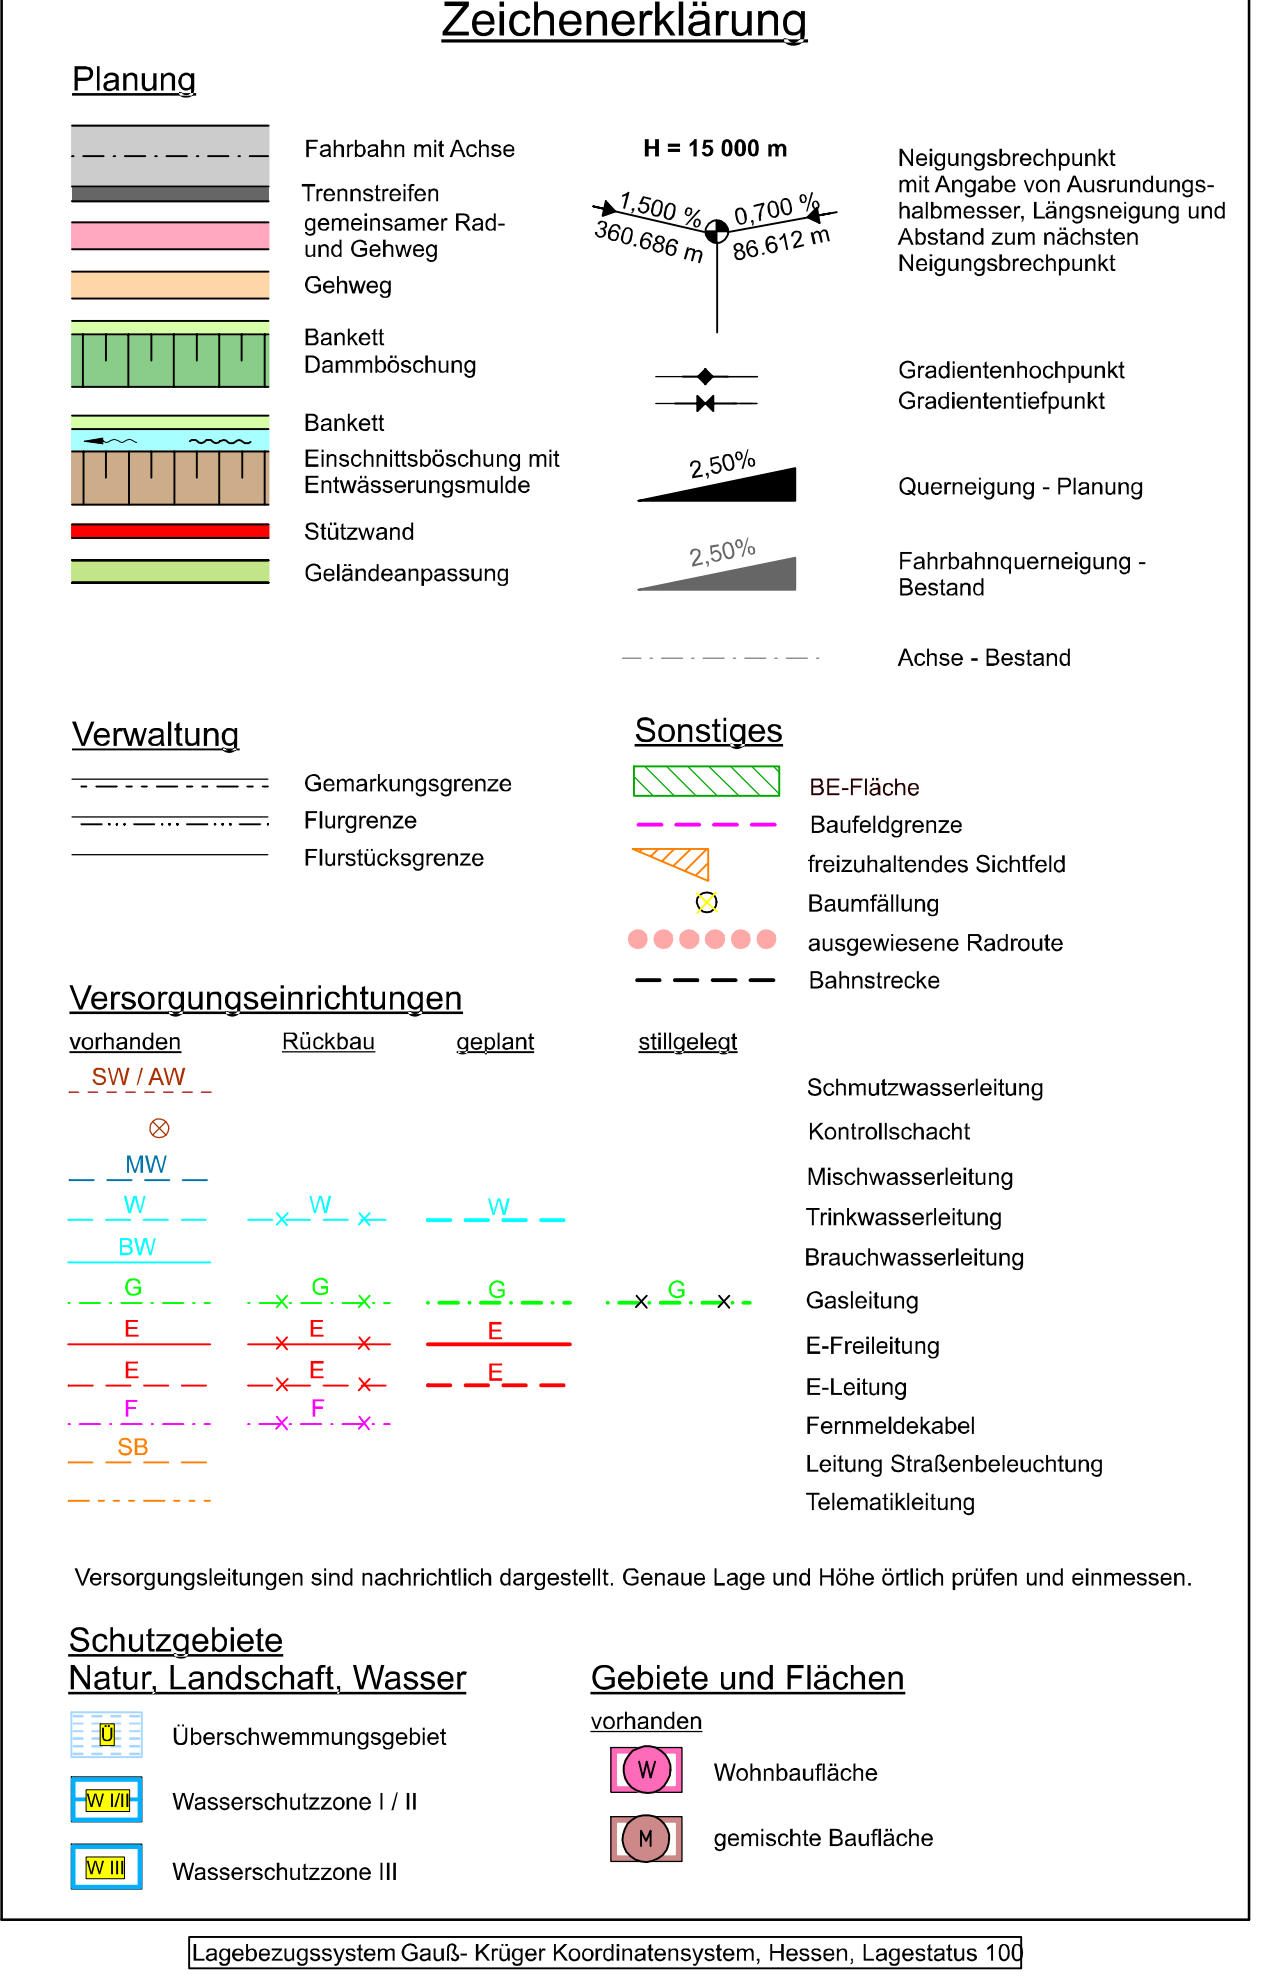 Zeichenerklärung
Planung
Fahrbahn mit Achse
Trennstreifen
gemeinsamer Rad-
und Gehweg
Gehweg
Bankett
Dammböschung
Bankett
Einschnittsböschung mit
Entwässerungsmulde
Stützwand
Geländeanpassung
H = 15 000 m
1,500 % 0,700 %
360.686 m 86.612 m
Neigungsbrechpunkt
mit Angabe von Ausrundungs-
halbmesser, Längsneigung und
Abstand zum nächsten
Neigungsbrechpunkt
Gradientenhochpunkt
Gradiententiefpunkt
2,50%
Querneigung - Planung
2,50%
Fahrbahnquerneigung -
Bestand
Achse - Bestand
Verwaltung
Gemarkungsgrenze
Flurgrenze
Flurstücksgrenze
Sonstiges
BE-Fläche
Baufeldgrenze
freizuhaltendes Sichtfeld
Baumfällung
ausgewiesene Radroute
Bahnstrecke
Versorgungseinrichtungen
vorhanden Rückbau geplant stillgelegt
SW / AW Schmutzwasserleitung
Kontrollschacht
MW Mischwasserleitung
W W W Trinkwasserleitung
BW Brauchwasserleitung
G G G G Gasleitung
E E E E-Freileitung
E E E E-Leitung
F F Fernmeldekabel
SB Leitung Straßenbeleuchtung
Telematikleitung
Versorgungsleitungen sind nachrichtlich dargestellt. Genaue Lage und Höhe örtlich prüfen und einmessen.
Schutzgebiete
Natur, Landschaft, Wasser
Ü Überschwemmungsgebiet
W I/II Wasserschutzzone I / II
W III Wasserschutzzone III
Gebiete und Flächen
vorhanden
W Wohnbaufläche
M gemischte Baufläche
Lagebezugssystem Gauß- Krüger Koordinatensystem, Hessen, Lagestatus 100